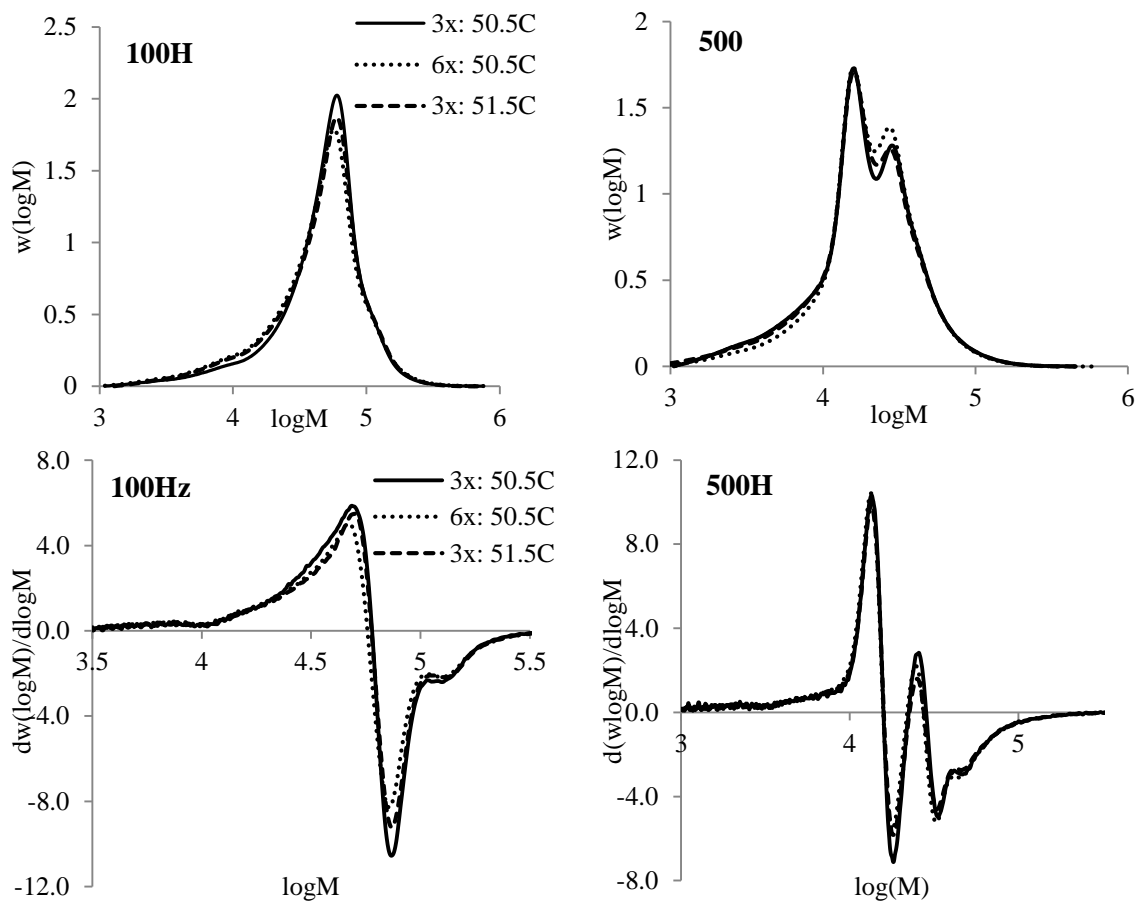 2.5
2
1.5
1
0.5
0
w(logM)
100H
3x: 50.5C
6x: 50.5C
3x: 51.5C
3 4 5 6
logM
2
1.5
1
0.5
0
w(logM)
500
3 4 5 6
logM
8.0
4.0
0.0
-4.0
-8.0
-12.0
dw(logM)/dlogM
100Hz
3x: 50.5C
6x: 50.5C
3x: 51.5C
3.5 4 4.5 5 5.5
logM
12.0
8.0
4.0
0.0
-4.0
-8.0
d(wlogM)/dlogM
500H
3 4 5
log(M)